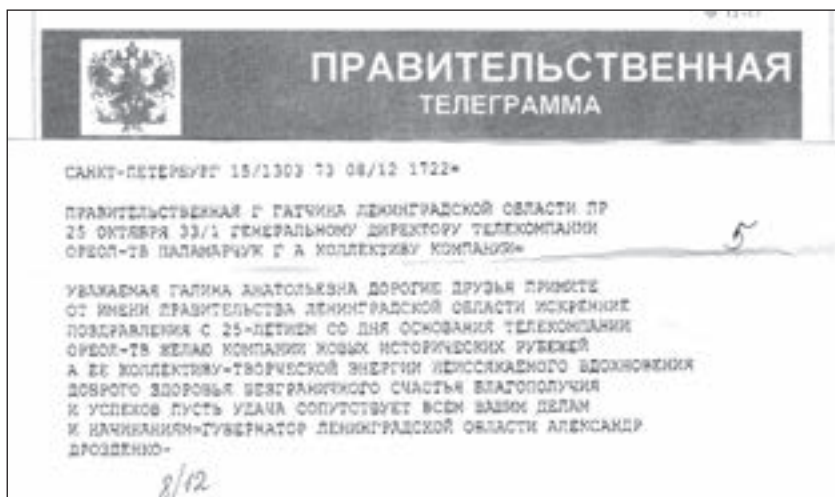 ПРАВИТЕЛЬСТВЕННАЯ
ТЕЛЕГРАММА
САНКТ-ПЕТЕРБУРГ 15/1303 73 08/12 1722=
ПРАВИТЕЛЬСТВЕННАЯ Г ГАТЧИНА ЛЕНИНГРАДСКОЙ ОБЛАСТИ ПР
25 ОКТЯБРЯ 33/1 ГЕНЕРАЛЬНОМУ ДИРЕКТОРУ ТЕЛЕКОМПАНИИ
ОРЕОЛ-ТВ ПАЛАМАРЧУК Г А КОЛЛЕКТИВУ КОМПАНИИ=
5
УВАЖАЕМАЯ ГАЛИНА АНАТОЛЬЕВНА ДОРОГИЕ ДРУЗЬЯ ПРИМИТЕ
ОТ ИМЕНИ ПРАВИТЕЛЬСТВА ЛЕНИНГРАДСКОЙ ОБЛАСТИ ИСКРЕННИЕ
ПОЗДРАВЛЕНИЯ С 25-ЛЕТИЕМ СО ДНЯ ОСНОВАНИЯ ТЕЛЕКОМПАНИИ
ОРЕОЛ-ТВ ЖЕЛАЮ КОМПАНИИ НОВЫХ ИСТОРИЧЕСКИХ РУБЕЖЕЙ
А ЕЕ КОЛЛЕКТИВУ-ТВОРЧЕСКОЙ ЭНЕРГИИ НЕИССЯКАЕМОГО ВДОХНОВЕНИЯ
ДОБРОГО ЗДОРОВЬЯ БЕЗГРАНИЧНОГО СЧАСТЬЯ БЛАГОПОЛУЧИЯ
И УСПЕХОВ ПУСТЬ УДАЧА СОПУТСТВУЕТ ВСЕМ ВАШИМ ДЕЛАМ
И НАЧИНАНИЯМ=ГУБЕРНАТОР ЛЕНИНГРАДСКОЙ ОБЛАСТИ АЛЕКСАНДР
ДРОЗДЕНКО-
8/12